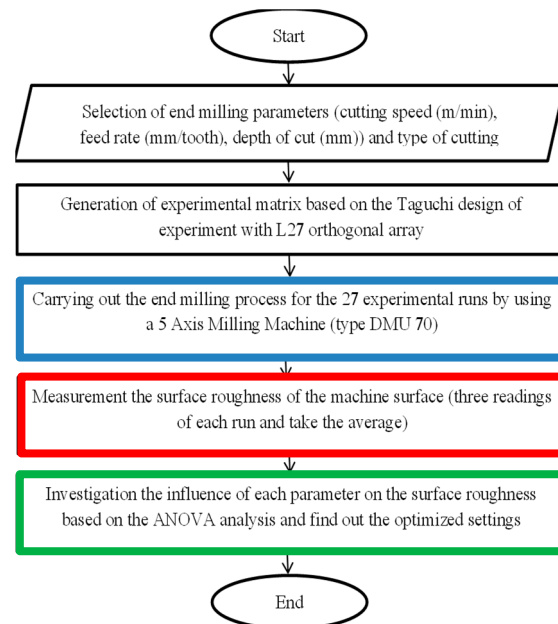 Start
Selection of end milling parameters (cutting speed (m/min),
feed rate (mm/tooth), depth of cut (mm)) and type of cutting
Generation of experimental matrix based on the Taguchi design of
experiment with L27 orthogonal array
Carrying out the end milling process for the 27 experimental runs by using
a 5 Axis Milling Machine (type DMU 70)
Measurement the surface roughness of the machine surface (three readings
of each run and take the average)
Investigation the influence of each parameter on the surface roughness
based on the ANOVA analysis and find out the optimized settings
End